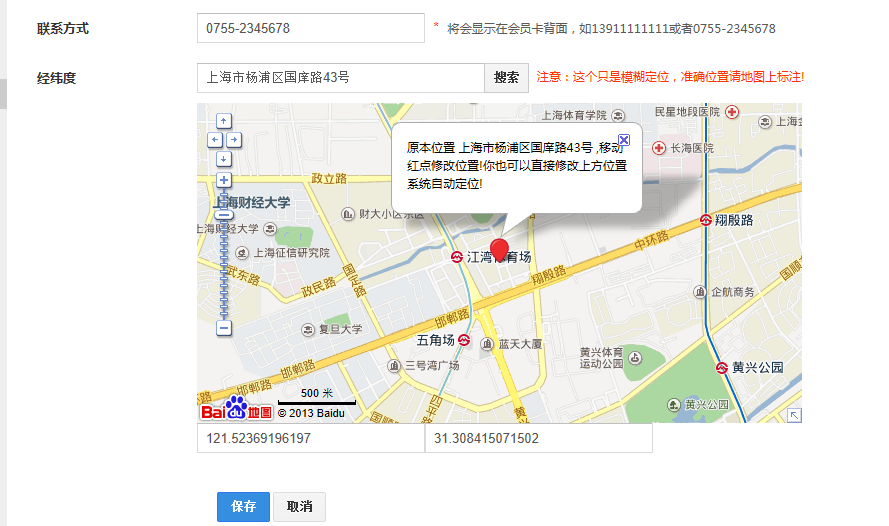 联系方式
0755-2345678
* 将会显示在会员卡背面，如13911111111或者0755-2345678
经纬度
上海市杨浦区国庠路43号
搜索
注意：这个只是模糊定位，准确位置请地图上标注!
上海体育学院
民星地段医院
上海
长海医院
原本位置 上海市杨浦区国庠路43号 ,移动
红点修改位置!你也可以直接修改上方位置
系统自动定位!
政立路
上海财经大学
财大小区东区
翔殷路
上海财经大学
上海征信研究院
江湾体育场
中环路
翔殷路
国顺
武东路
政民路
国定路
企航商务
邯郸路
复旦大学
五角场
蓝天大厦
黄兴体育
运动公园
三号湾广场
黄兴公园
邯郸路
邯郸路
500 米
四平
黄
黄兴公园
国顺路
Bai du 地图
© 2013 Baidu
121.52369196197
31.308415071502
保存
取消